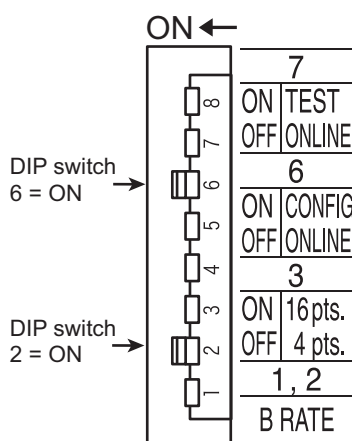 ON ←
DIP switch
6 = ON →
DIP switch
2 = ON →
8
7
6
5
4
3
2
1
7
ON TEST
OFF ONLINE
6
ON CONFIG
OFF ONLINE
3
ON 16pts.
OFF 4 pts.
1, 2
B RATE